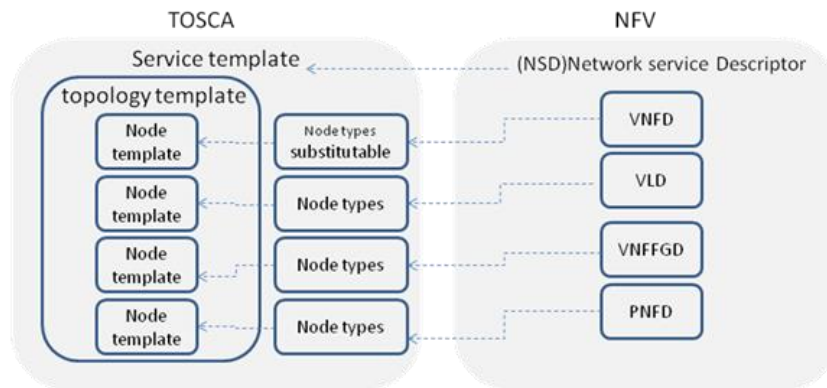 TOSCA
NFV
Service template
(NSD)Network service Descriptor
topology template
Node
template
Node types
substitutable
VNFD
Node
template
Node types
VLD
Node
template
Node types
VNFFGD
Node
template
Node types
PNFD